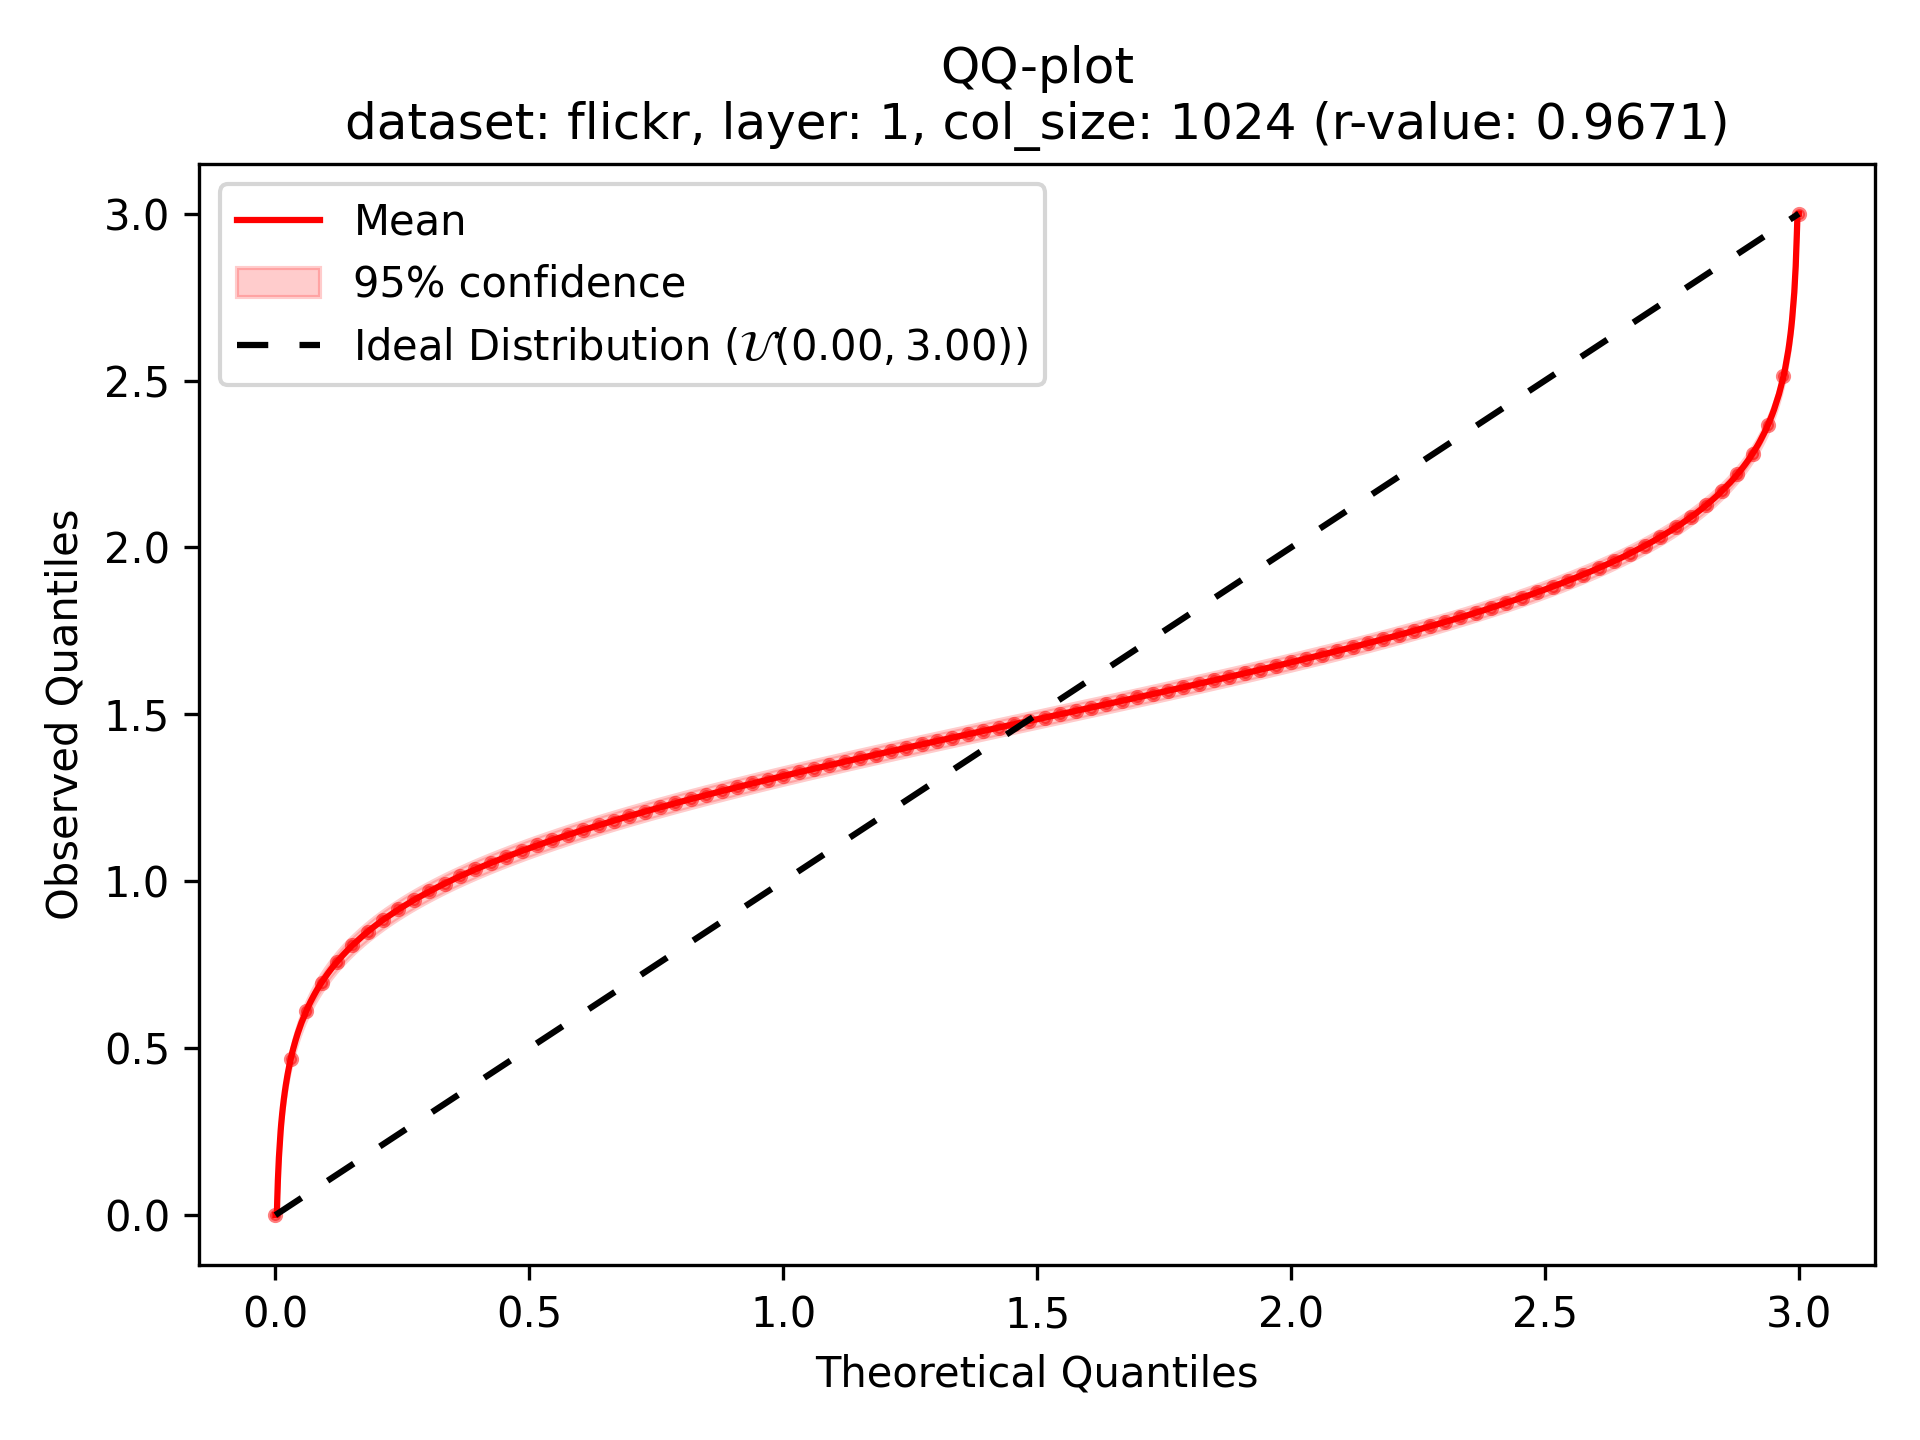 QQ-plot
dataset: flickr, layer: 1, col_size: 1024 (r-value: 0.9671)
Mean
95% confidence
Ideal Distribution (𝒰(0.00, 3.00))
3.0
2.5
2.0
1.5
1.0
0.5
0.0
Observed Quantiles
0.0 0.5 1.0 1.5 2.0 2.5 3.0
Theoretical Quantiles